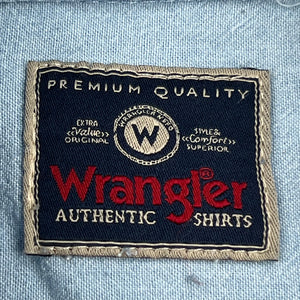 PREMIUM QUALITY
EXTRA
«Value»
ORIGINAL
W
STYLE &
«Comfort»
SUPERIOR
Wrangler®
AUTHENTIC SHIRTS